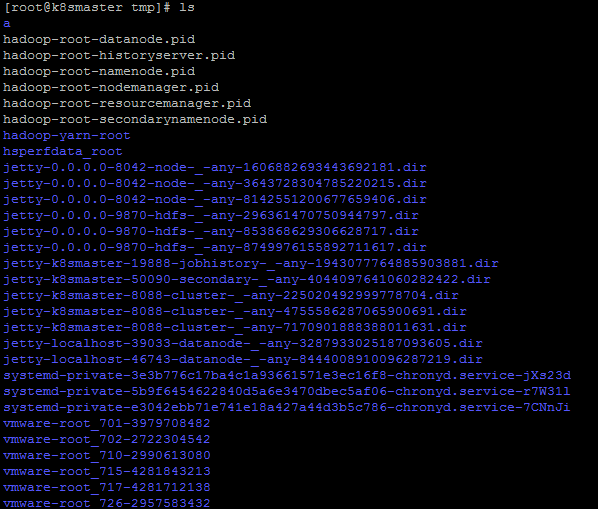 [root@k8smaster tmp]# ls
a
hadoop-root-datanode.pid
hadoop-root-historyserver.pid
hadoop-root-namenode.pid
hadoop-root-nodemanager.pid
hadoop-root-resourcemanager.pid
hadoop-root-secondarynamenode.pid
hadoop-yarn-root
hsperfdata_root
jetty-0.0.0.0-8042-node-_-any-1606882693443692181.dir
jetty-0.0.0.0-8042-node-_-any-3643728304785220215.dir
jetty-0.0.0.0-8042-node-_-any-8142551200677659406.dir
jetty-0.0.0.0-9870-hdfs-_-any-296361470750944797.dir
jetty-0.0.0.0-9870-hdfs-_-any-853868629306628717.dir
jetty-0.0.0.0-9870-hdfs-_-any-8749976155892711617.dir
jetty-k8smaster-19888-jobhistory-_-any-1943077764885903881.dir
jetty-k8smaster-50090-secondary-_-any-4044097641060282422.dir
jetty-k8smaster-8088-cluster-_-any-225020492999778704.dir
jetty-k8smaster-8088-cluster-_-any-4755586287065900691.dir
jetty-k8smaster-8088-cluster-_-any-7170901888388011631.dir
jetty-localhost-39033-datanode-_-any-3287933025187093605.dir
jetty-localhost-46743-datanode-_-any-8444008910096287219.dir
systemd-private-3e3b776c17ba4c1a93661571e3ec16f8-chronyd.service-jXs23d
systemd-private-5b9f6454622840d5a6e3470dbec5af06-chronyd.service-r7W31l
systemd-private-e3042ebb71e741e18a427a44d3b5c786-chronyd.service-7CNnJi
vmware-root_701-3979708482
vmware-root_702-2722304542
vmware-root_710-2990613080
vmware-root_715-4281843213
vmware-root_717-4281712138
vmware-root_726-2957583432